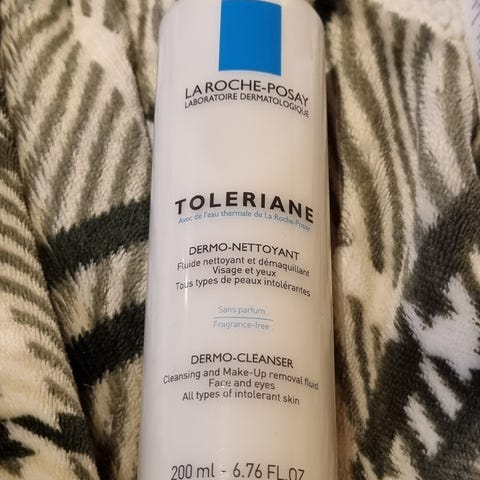 LA ROCHE-POSAY
LABORATOIRE DERMATOLOGIQUE
TOLERIANE
Avec de l'eau thermale de La Roche-Posay
DERMO-NETTOYANT
Fluide nettoyant et démaquillant
Visage et yeux
Tous types de peaux intolérantes
Sans parfum
Fragrance-free
DERMO-CLEANSER
Cleansing and Make-Up removal fluid
Face and eyes
All types of intolerant skin
200 ml - 6.76 FL.OZ